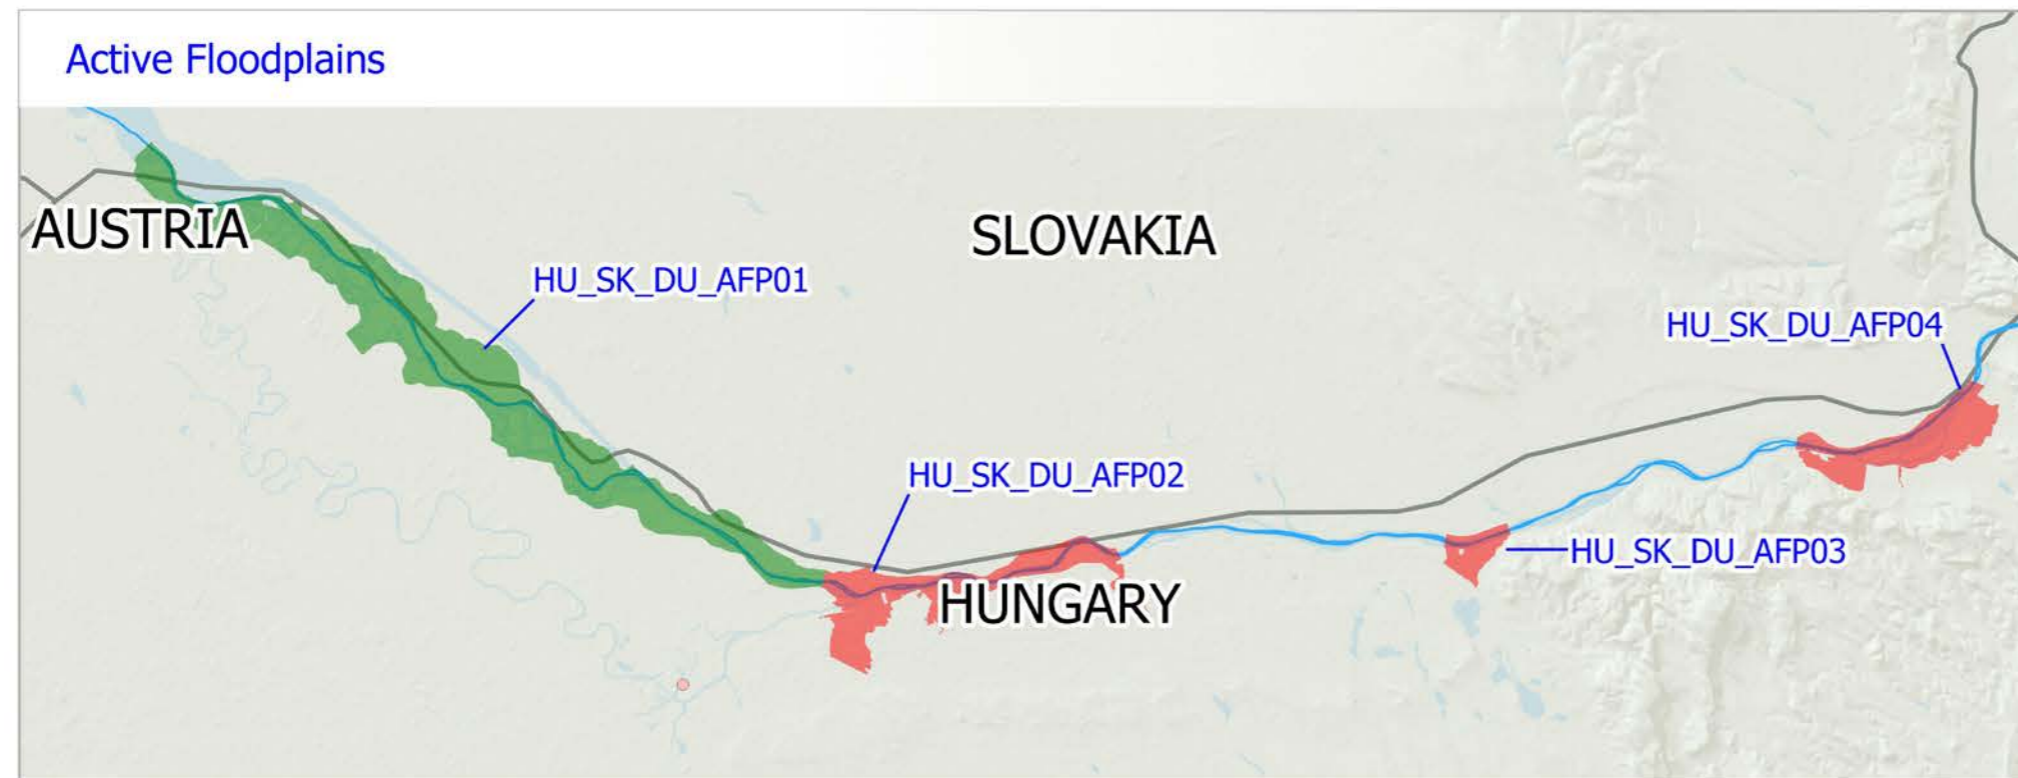 Active Floodplains
AUSTRIA
SLOVAKIA
HU_SK_DU_AFP01
HU_SK_DU_AFP04
HU_SK_DU_AFP02
HU_SK_DU_AFP03
HUNGARY